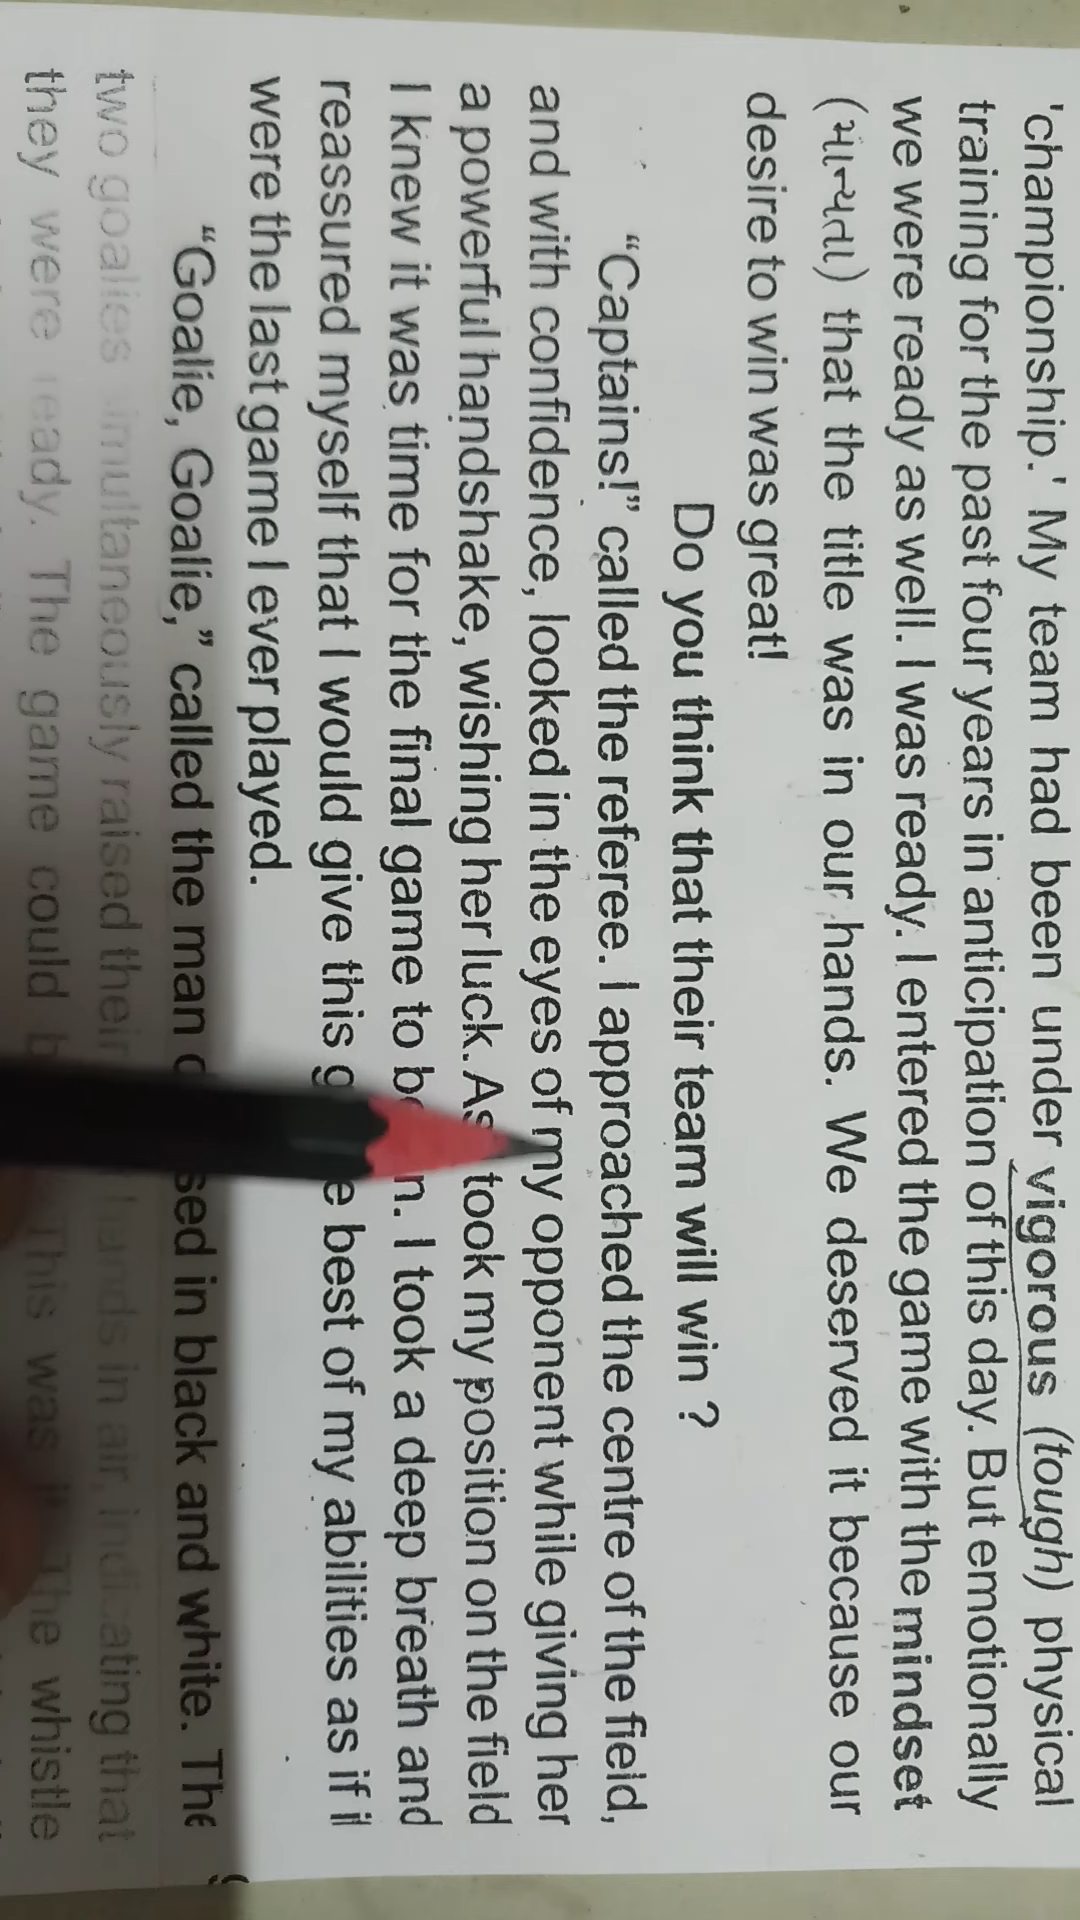 'championship.' My team had been under vigorous (tough) physical
training for the past four years in anticipation of this day. But emotionally
we were ready as well. I was ready. I entered the game with the mindset
(માન્યતા) that the title was in our hands. We deserved it because our
desire to win was great!
Do you think that their team will win ?
“Captains!” called the referee. I approached the centre of the field,
and with confidence, looked in the eyes of my opponent while giving her
a powerful handshake, wishing her luck. As took my position on the field
I knew it was time for the final game to I took a deep breath and
reassured myself that I would give this best of my abilities as if it
were the last game I ever played.
“Goalie, Goalie,” called the man in black and white. The
two goalies simultaneously raised their hands in air, indicating that
they were ready. The game could This was The whistle